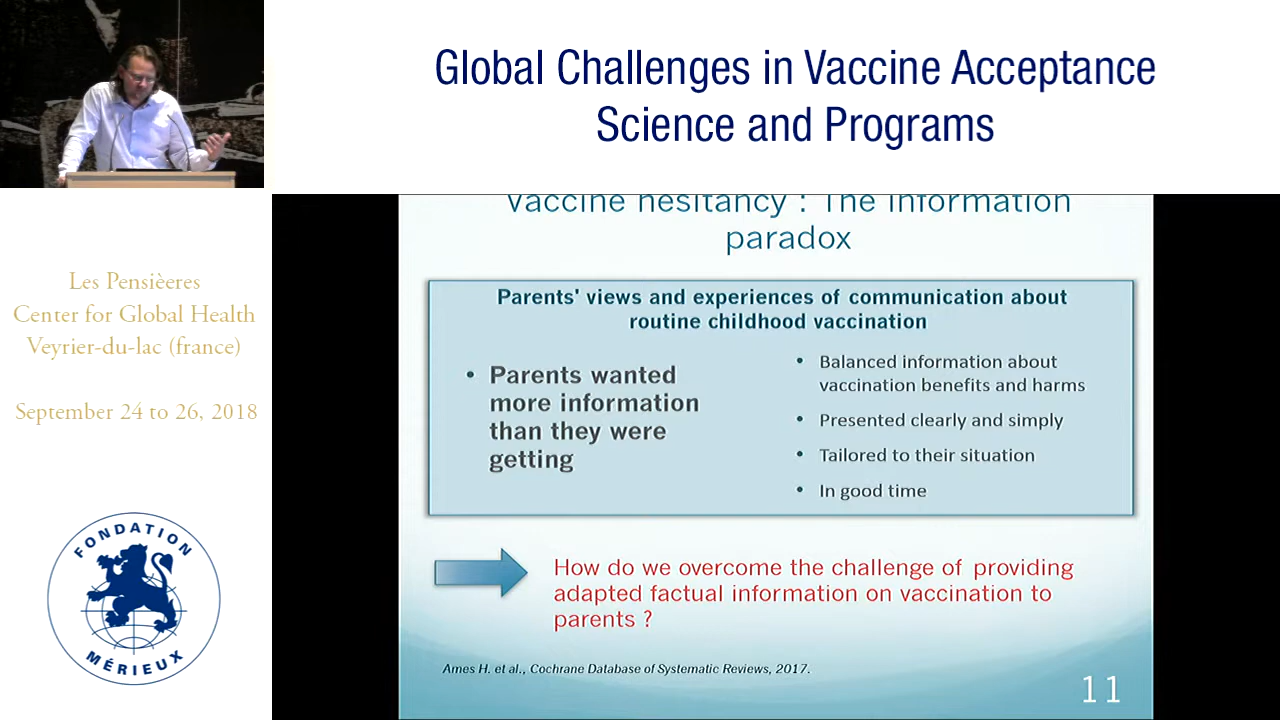 Global Challenges in Vaccine Acceptance
Science and Programs
Les Pensièeres
Center for Global Health
Veyrier-du-lac (france)
September 24 to 26, 2018
FONDATION
MÉRIEUX
Vaccine hesitancy : The information
paradox
Parents' views and experiences of communication about
routine childhood vaccination
• Parents wanted
more information
than they were
getting
• Balanced information about
vaccination benefits and harms
• Presented clearly and simply
• Tailored to their situation
• In good time
How do we overcome the challenge of providing
adapted factual information on vaccination to
parents ?
Ames H. et al., Cochrane Database of Systematic Reviews, 2017.
11